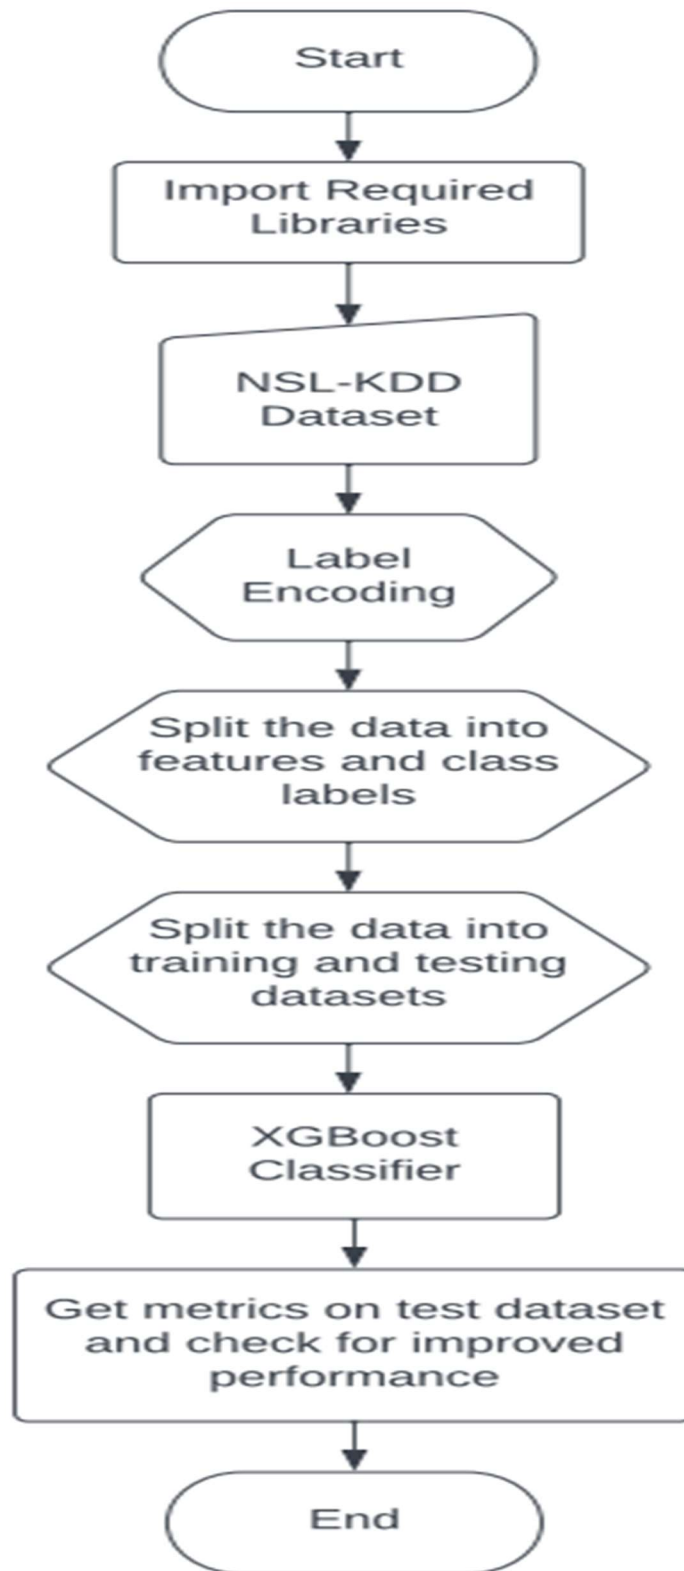 Start
Import Required
Libraries
NSL-KDD
Dataset
Label
Encoding
Split the data into
features and class
labels
Split the data into
training and testing
datasets
XGBoost
Classifier
Get metrics on test dataset
and check for improved
performance
End